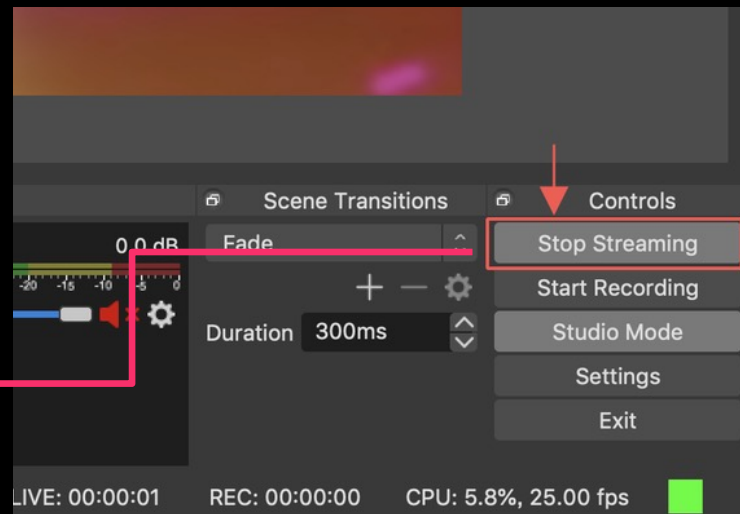 Scene Transitions
Controls
0.0 dB
Fade
Stop Streaming
-20 -15 -10 -5 0
Start Recording
Duration 300ms
Studio Mode
Settings
Exit
LIVE: 00:00:01 REC: 00:00:00 CPU: 5.8%, 25.00 fps